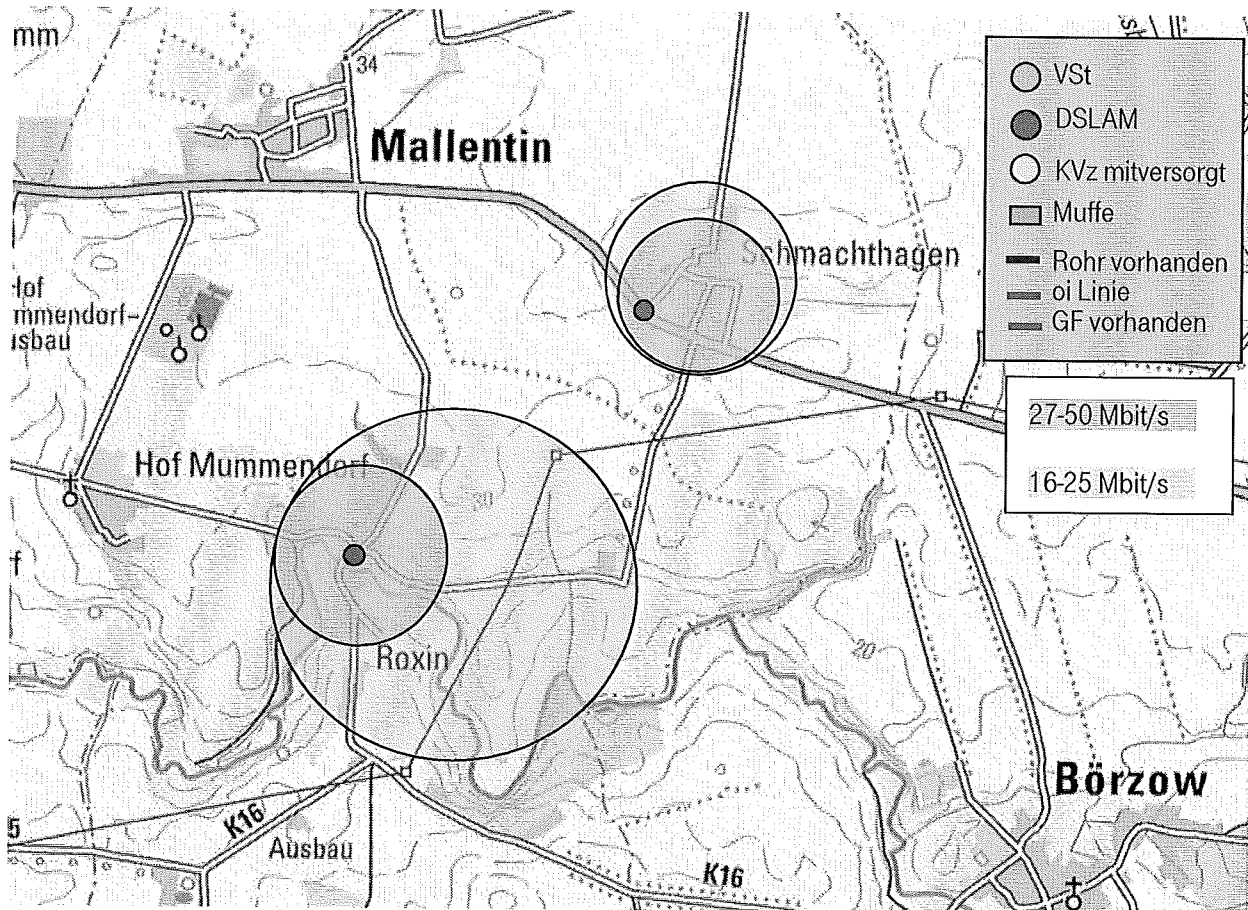 mm
34
Mallentin
VSt
DSLAM
KVz mitversorgt
Muffe
Rohr vorhanden
oi Linie
GF vorhanden
Schmachthagen
Hof
mmendorf-
usbau
27-50 Mbit/s
16-25 Mbit/s
Hof Mummendorf
30
f
Roxin
20
Börzow
5
K16
Ausbau
K16